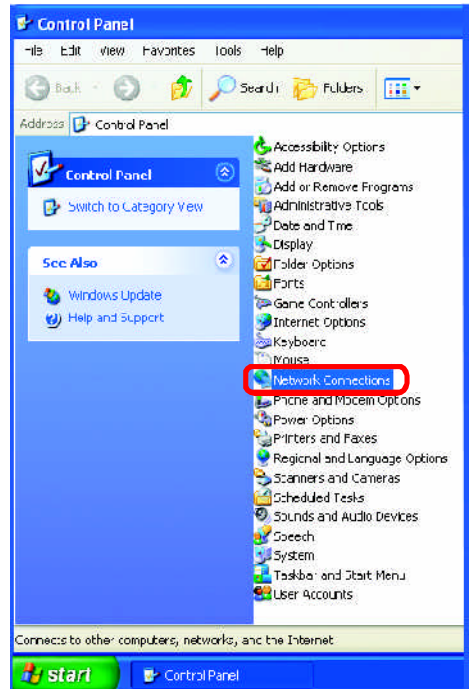 Control Panel
File Edit View Favorites Tools Help
Back Search Folders
Address Control Panel
Control Panel
Switch to Category View
See Also
Windows Update
Help and Support
Accessibility Options
Add Hardware
Add or Remove Programs
Administrative Tools
Date and Time
Display
Folder Options
Fonts
Game Controllers
Internet Options
Keyboard
Mouse
Network Connections
Phone and Modem Options
Power Options
Printers and Faxes
Regional and Language Options
Scanners and Cameras
Scheduled Tasks
Sounds and Audio Devices
Speech
System
Taskbar and Start Menu
User Accounts
Connects to other computers, networks, and the Internet
start Control Panel